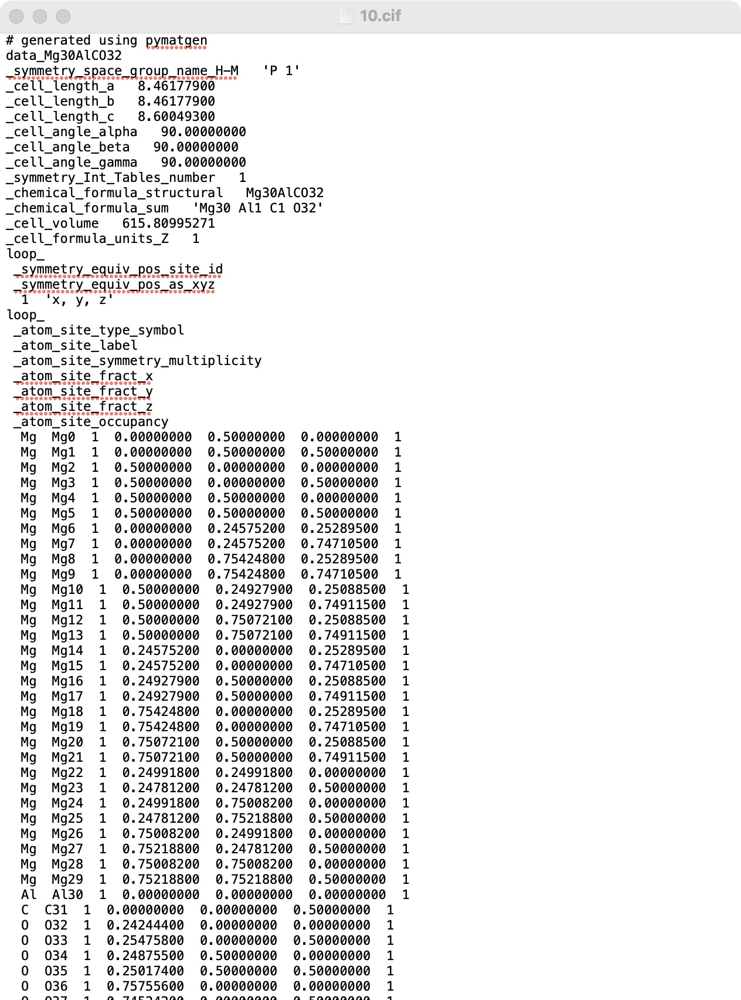 10.cif
# generated using pymatgen
data_Mg30AlCO32
_symmetry_space_group_name_H-M   'P 1'
_cell_length_a   8.46177900
_cell_length_b   8.46177900
_cell_length_c   8.60049300
_cell_angle_alpha   90.00000000
_cell_angle_beta   90.00000000
_cell_angle_gamma   90.00000000
_symmetry_Int_Tables_number   1
_chemical_formula_structural   Mg30AlCO32
_chemical_formula_sum   'Mg30 Al1 C1 O32'
_cell_volume   615.80995271
_cell_formula_units_Z   1
loop_
 _symmetry_equiv_pos_site_id
 _symmetry_equiv_pos_as_xyz
  1  'x, y, z'
loop_
 _atom_site_type_symbol
 _atom_site_label
 _atom_site_symmetry_multiplicity
 _atom_site_fract_x
 _atom_site_fract_y
 _atom_site_fract_z
 _atom_site_occupancy
  Mg  Mg0  1  0.00000000  0.50000000  0.00000000  1
  Mg  Mg1  1  0.00000000  0.50000000  0.50000000  1
  Mg  Mg2  1  0.50000000  0.00000000  0.00000000  1
  Mg  Mg3  1  0.50000000  0.00000000  0.50000000  1
  Mg  Mg4  1  0.50000000  0.50000000  0.00000000  1
  Mg  Mg5  1  0.50000000  0.50000000  0.50000000  1
  Mg  Mg6  1  0.00000000  0.24575200  0.25289500  1
  Mg  Mg7  1  0.00000000  0.24575200  0.74710500  1
  Mg  Mg8  1  0.00000000  0.75424800  0.25289500  1
  Mg  Mg9  1  0.00000000  0.75424800  0.74710500  1
  Mg  Mg10  1  0.50000000  0.24927900  0.25088500  1
  Mg  Mg11  1  0.50000000  0.24927900  0.74911500  1
  Mg  Mg12  1  0.50000000  0.75072100  0.25088500  1
  Mg  Mg13  1  0.50000000  0.75072100  0.74911500  1
  Mg  Mg14  1  0.24575200  0.00000000  0.25289500  1
  Mg  Mg15  1  0.24575200  0.00000000  0.74710500  1
  Mg  Mg16  1  0.24927900  0.50000000  0.25088500  1
  Mg  Mg17  1  0.24927900  0.50000000  0.74911500  1
  Mg  Mg18  1  0.75424800  0.00000000  0.25289500  1
  Mg  Mg19  1  0.75424800  0.00000000  0.74710500  1
  Mg  Mg20  1  0.75072100  0.50000000  0.25088500  1
  Mg  Mg21  1  0.75072100  0.50000000  0.74911500  1
  Mg  Mg22  1  0.24991800  0.24991800  0.00000000  1
  Mg  Mg23  1  0.24781200  0.24781200  0.50000000  1
  Mg  Mg24  1  0.24991800  0.75008200  0.00000000  1
  Mg  Mg25  1  0.24781200  0.75218800  0.50000000  1
  Mg  Mg26  1  0.75008200  0.24991800  0.00000000  1
  Mg  Mg27  1  0.75218800  0.24781200  0.50000000  1
  Mg  Mg28  1  0.75008200  0.75008200  0.00000000  1
  Mg  Mg29  1  0.75218800  0.75218800  0.50000000  1
  Al  Al30  1  0.00000000  0.00000000  0.00000000  1
  C  C31  1  0.00000000  0.00000000  0.50000000  1
  O  O32  1  0.24244400  0.00000000  0.00000000  1
  O  O33  1  0.25475800  0.00000000  0.50000000  1
  O  O34  1  0.24875500  0.50000000  0.00000000  1
  O  O35  1  0.25017400  0.50000000  0.50000000  1
  O  O36  1  0.75755600  0.00000000  0.00000000  1
  O  O37  1  0.74524200  0.00000000  0.50000000  1